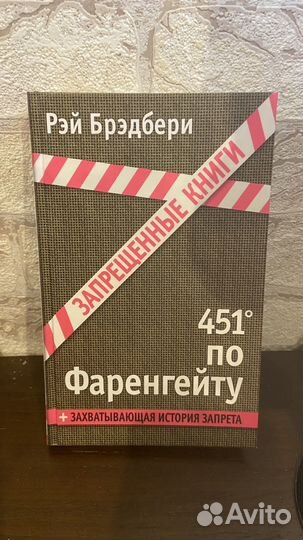 Рэй Брэдбери
ЗАПРЕЩЕННЫЕ КНИГИ
451°
по
Фаренгейту
+ ЗАХВАТЫВАЮЩАЯ ИСТОРИЯ ЗАПРЕТА
Avito